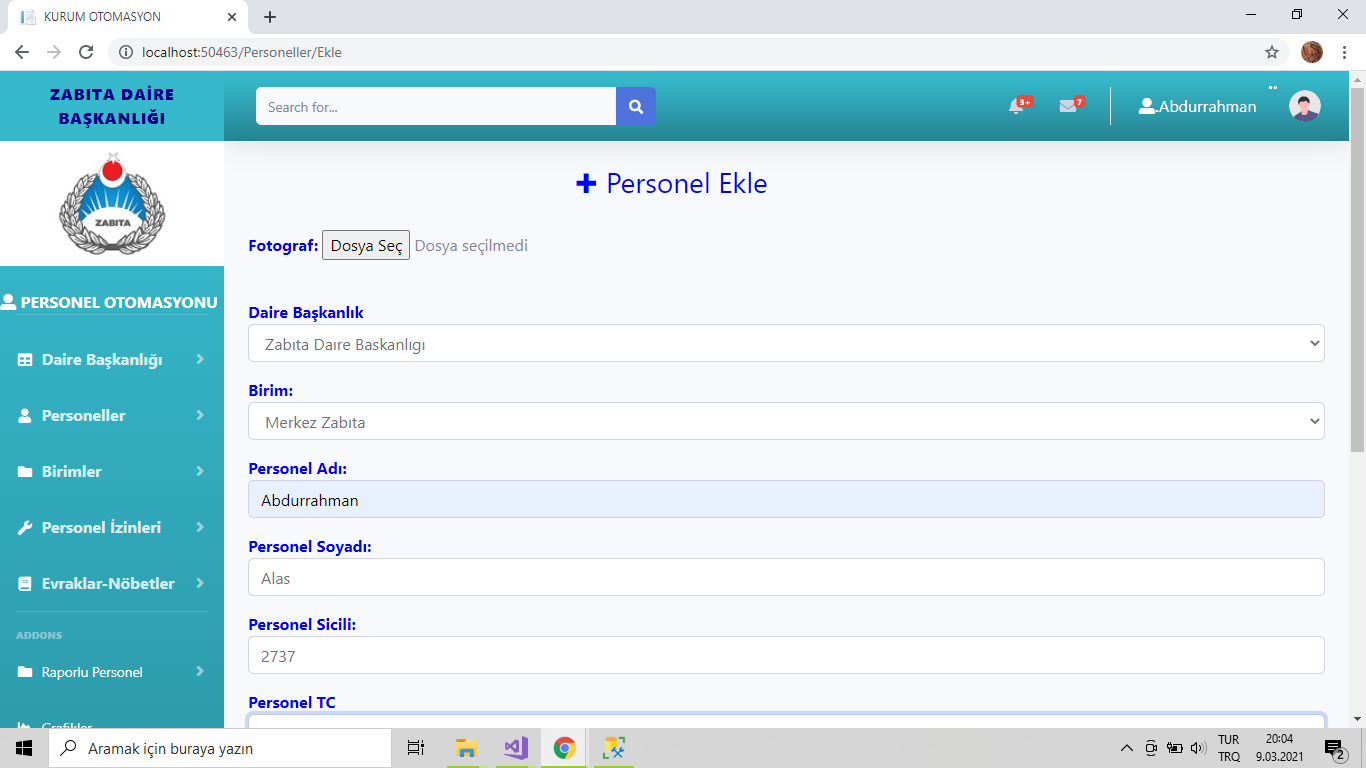 KURUM OTOMASYON
localhost:50463/Personeller/Ekle
ZABITA DAİRE
BAŞKANLIĞI
Search for...
3+
7
Abdurrahman
ZABITA
Personel Ekle
Fotograf: Dosya Seç Dosya seçilmedi
PERSONEL OTOMASYONU
Daire Başkanlık
Zabıta Daıre Baskanlıgı
Daire Başkanlığı
Birim:
Personeller
Merkez Zabıta
Birimler
Personel Adı:
Abdurrahman
Personel İzinleri
Personel Soyadı:
Alas
Evraklar-Nöbetler
Personel Sicili:
ADDONS
2737
Raporlu Personel
Personel TC
Grafikler
Aramak için buraya yazın
TUR
TRQ
20:04
9.03.2021
2